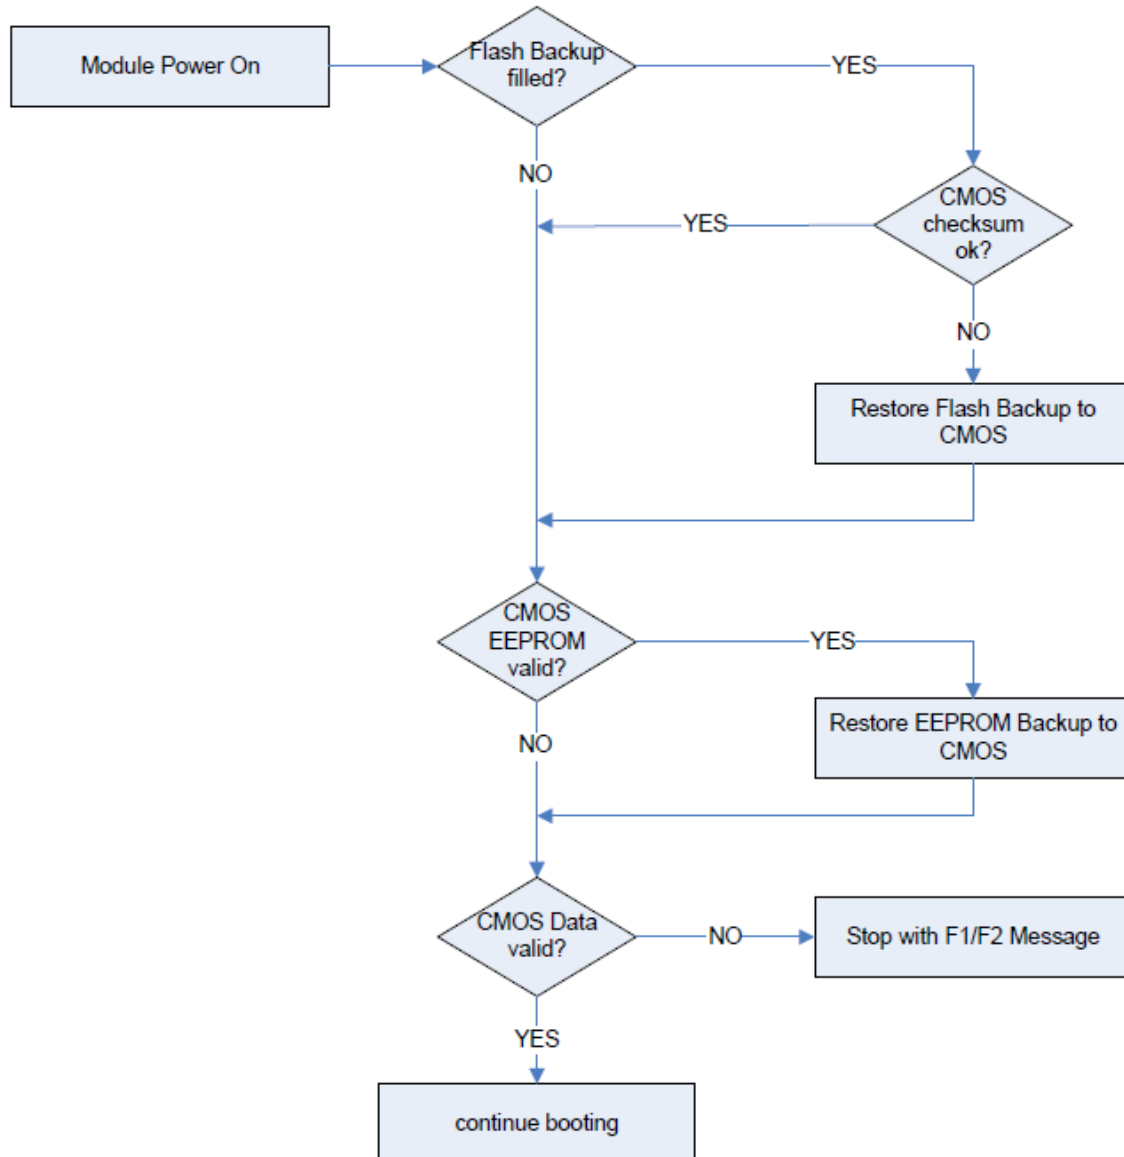 Module Power On
Flash Backup
filled?
YES
NO
CMOS
checksum
ok?
YES
NO
Restore Flash Backup to
CMOS
CMOS
EEPROM
valid?
YES
Restore EEPROM Backup to
CMOS
NO
CMOS Data
valid?
NO
Stop with F1/F2 Message
YES
continue booting